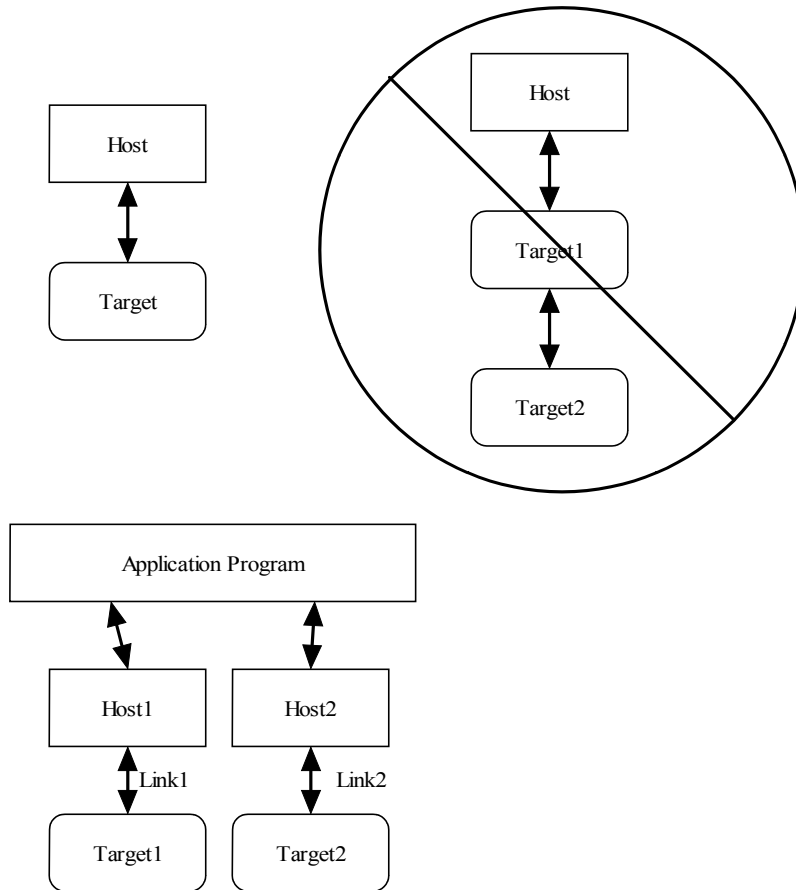 Host
Target
Host
Target1
Target2
Application Program
Host1
Host2
Link1
Link2
Target1
Target2